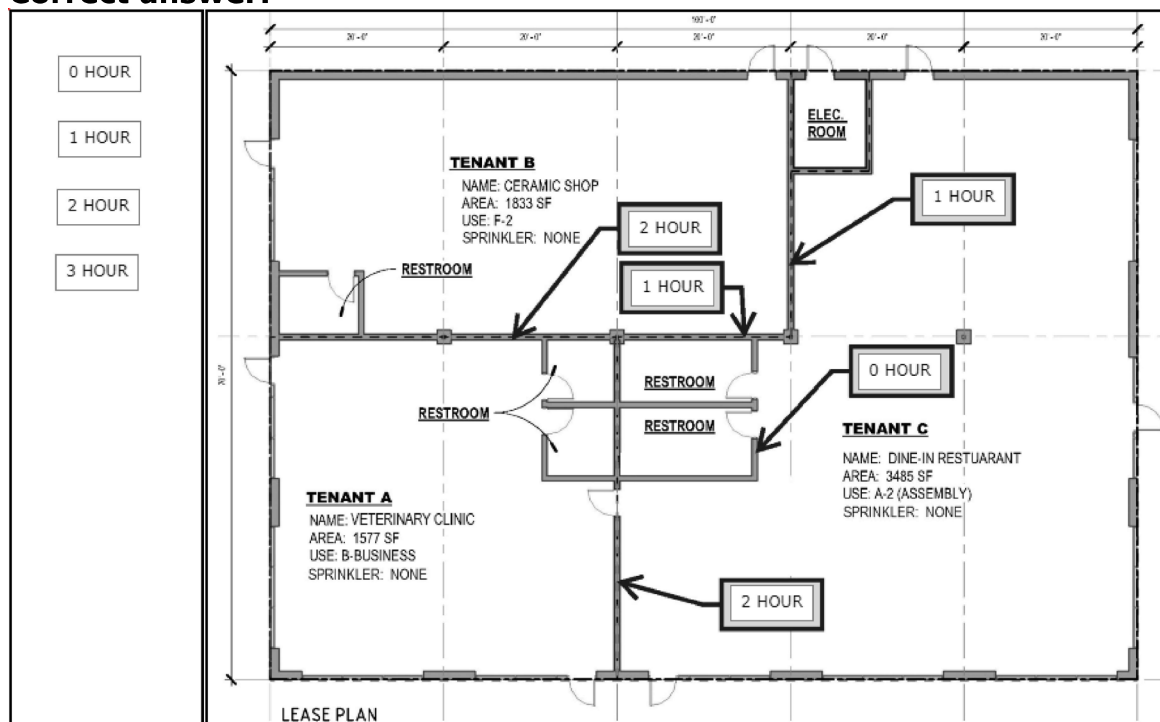 Correct answer:
0 HOUR
1 HOUR
2 HOUR
3 HOUR
100'-0"
20'-0" 20'-0" 20'-0" 20'-0" 20'-0"
ELEC.
ROOM
TENANT B
NAME: CERAMIC SHOP
AREA: 1833 SF
USE: F-2
SPRINKLER: NONE
1 HOUR
2 HOUR
RESTROOM
1 HOUR
70'-0"
0 HOUR
RESTROOM
RESTROOM
RESTROOM
TENANT C
NAME: DINE-IN RESTUARANT
AREA: 3485 SF
USE: A-2 (ASSEMBLY)
SPRINKLER: NONE
TENANT A
NAME: VETERINARY CLINIC
AREA: 1577 SF
USE: B-BUSINESS
SPRINKLER: NONE
2 HOUR
LEASE PLAN